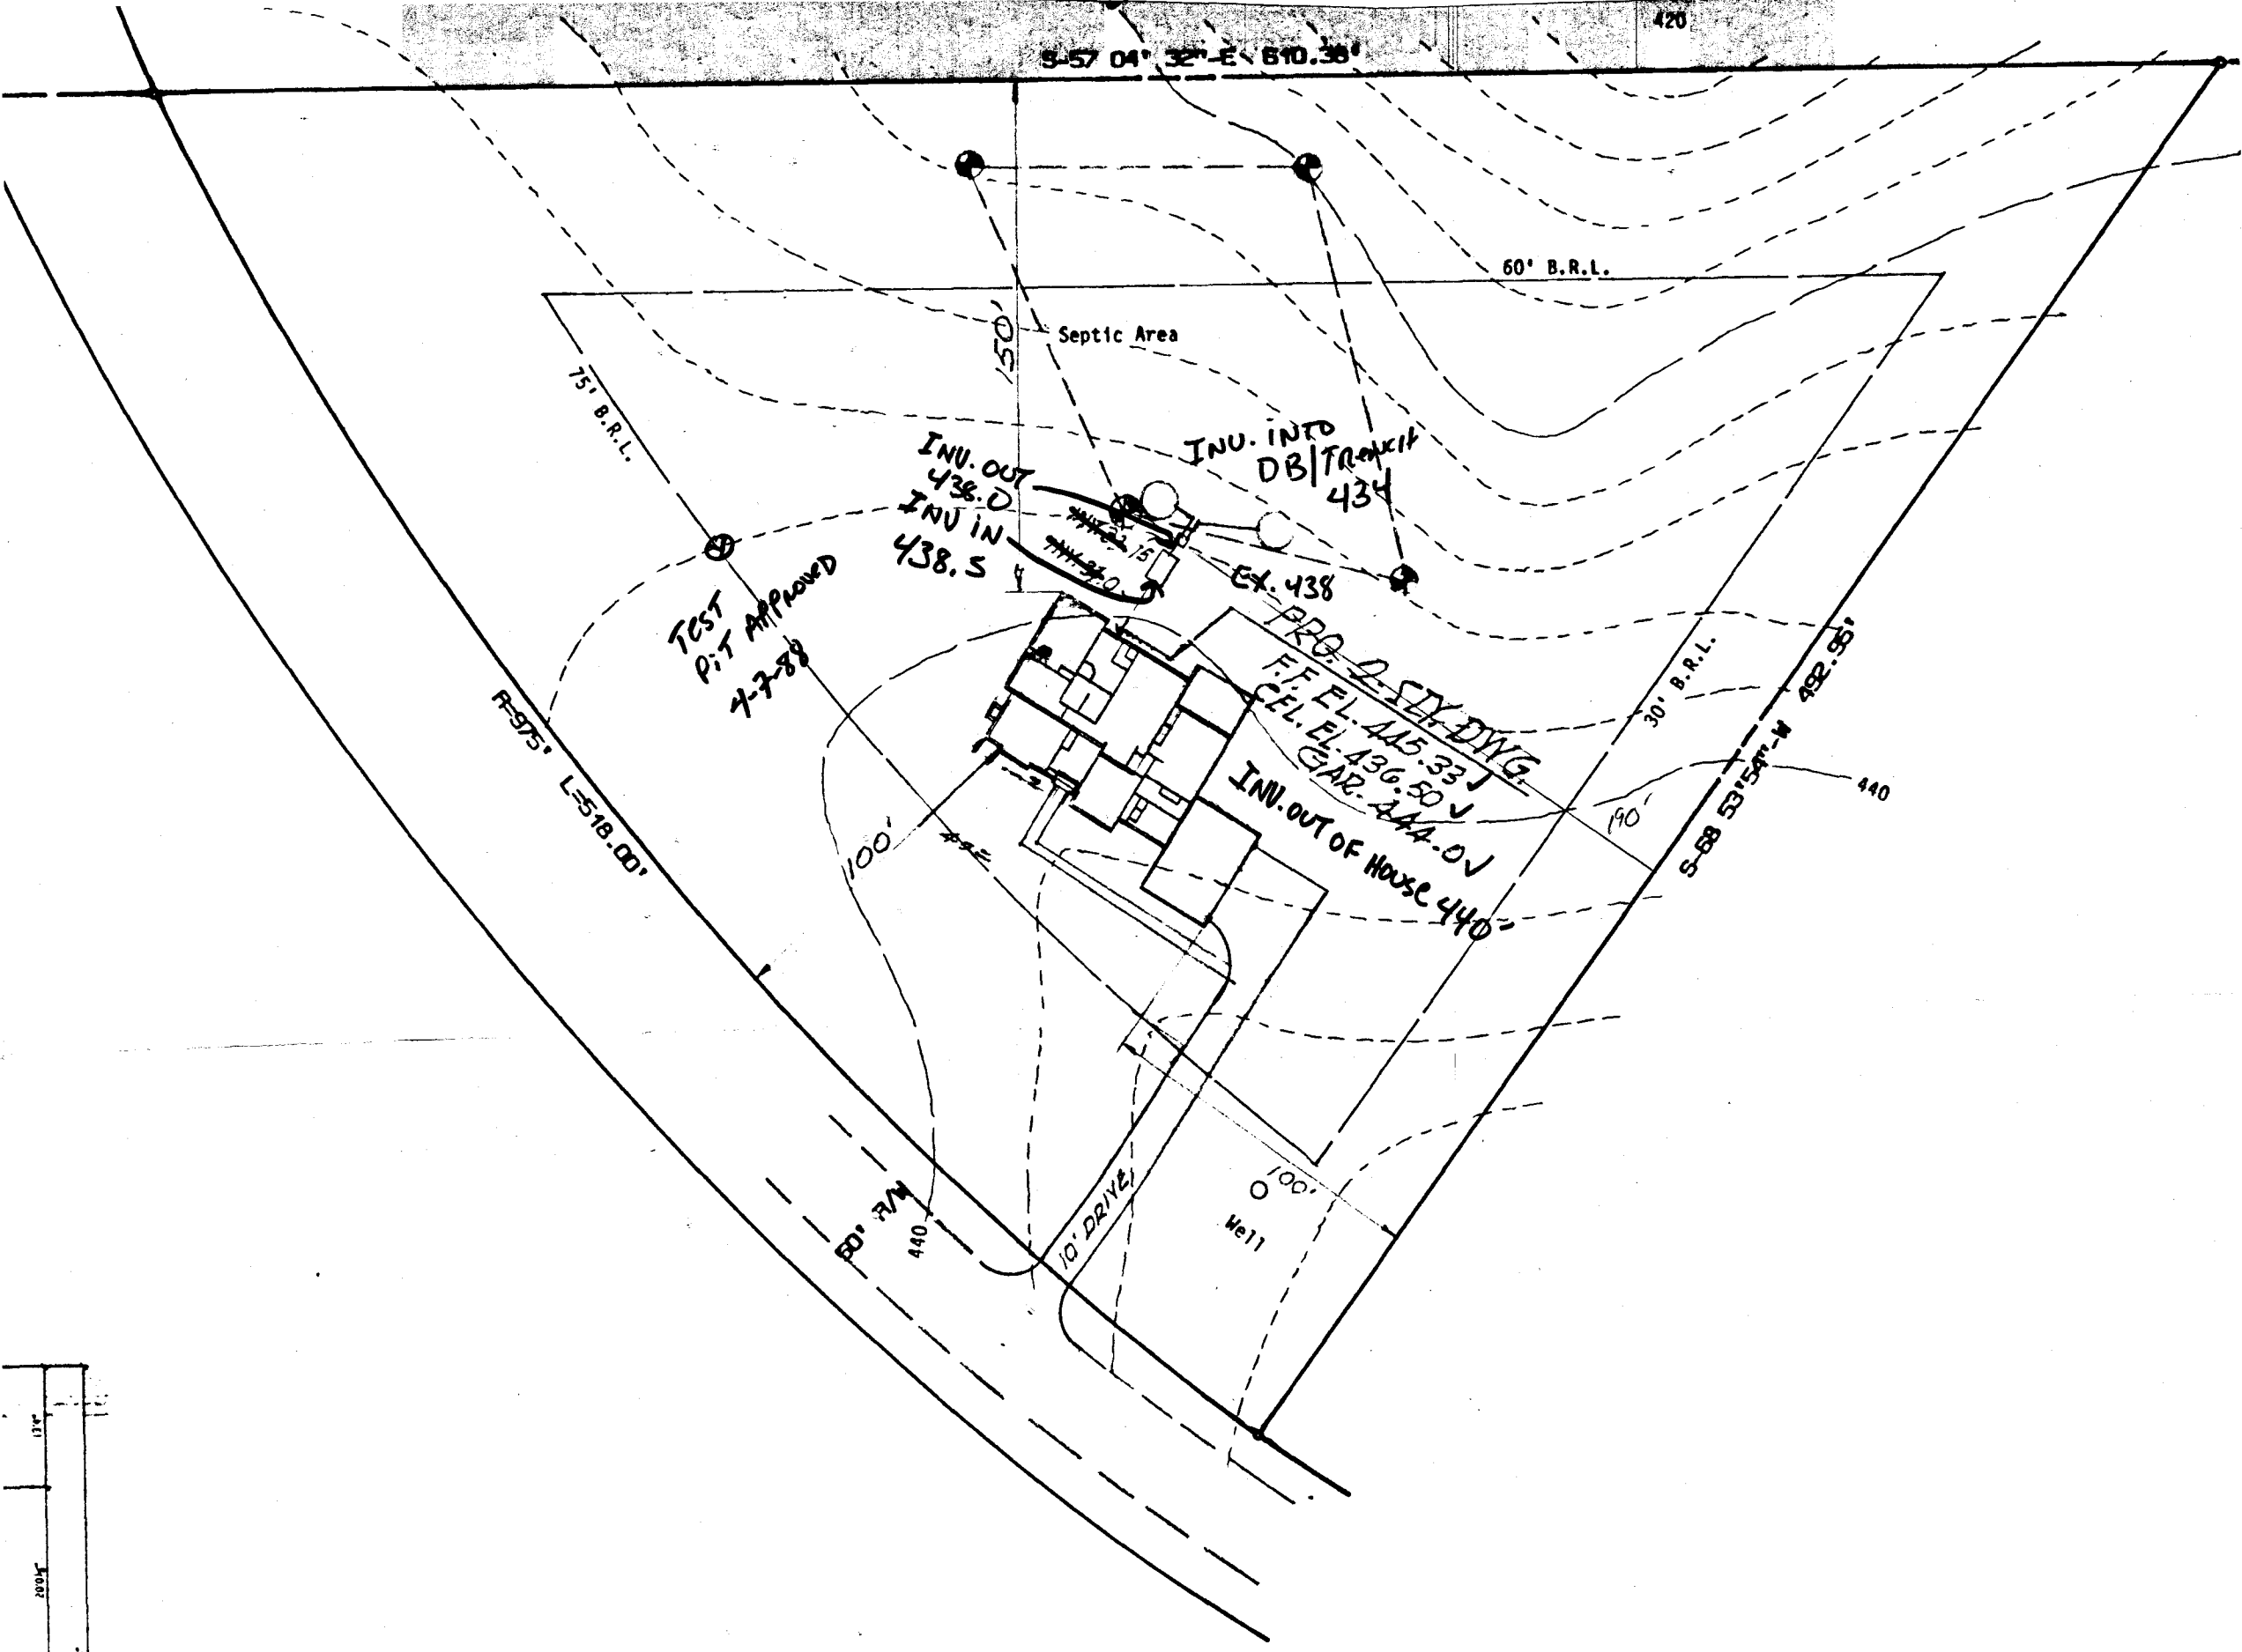 420
S-57 04' 32"-E 610.36'
60' B.R.L.
150'
Septic Area
75' B.R.L.
INV. OUT
438.0
INV IN
438.5
INV. INTO
DB/TRENCH
434
EX. 438
TEST
PIT APPROVED
4-7-88
PRO. 2-STY. DWG.
F.F. EL. 445.33 ✓
CEL. EL. 436.50 ✓
GAR. 444.0 ✓
INV. OUT OF HOUSE 440-
30' B.R.L.
S-68 53'54"-W 492.96'
440
190'
R=975' L=518.00'
100'
10' DRIVE
100'
Well
60' R/W
440